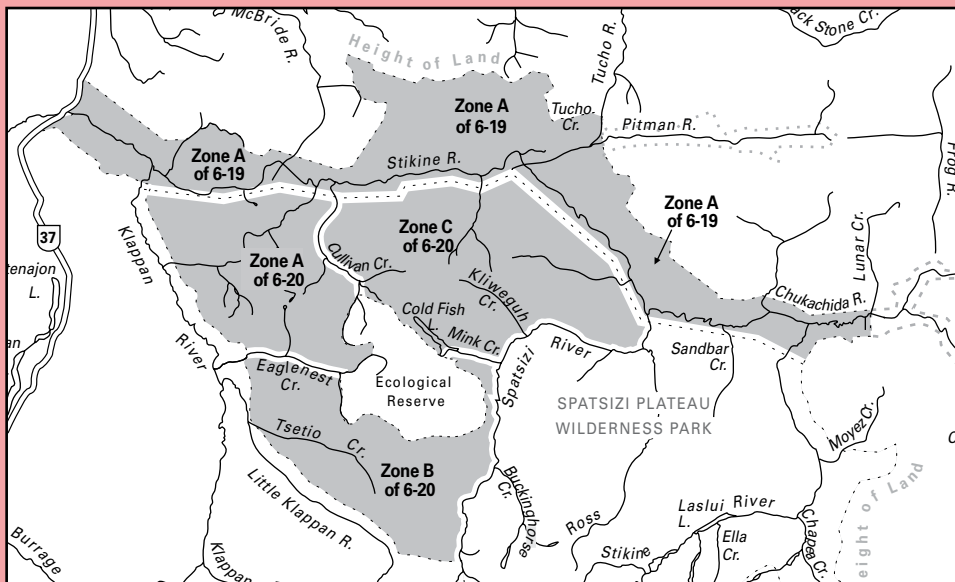 McBride R.
ack Stone Cr.
Height of Land
Tucho R.
Zone A
of 6-19
Tucho
Cr.
Pitman R.
Frog R.
Zone A
of 6-19
Stikine R.
Zone A
of 6-19
37
Klappan
Zone C
of 6-20
Lunar Cr.
tenajon
L.
Zone A
of 6-20
Cullivan Cr.
Kliweguh
Cr.
Chukachida R.
Cold Fish
L.
Mink Cr.
an
River
River
Sandbar
Cr.
Eaglenest
Cr.
Ecological
Reserve
Spatsizi
SPATSIZI PLATEAU
WILDERNESS PARK
Moyez Cr.
Tsetio Cr.
C
Zone B
of 6-20
Buckinghorse
Cr.
eight of Land
Little Klappan R.
Laslui River
L.
Ross
Chapea Cr.
Ella
Cr.
Burrage
Klappan
Stikine